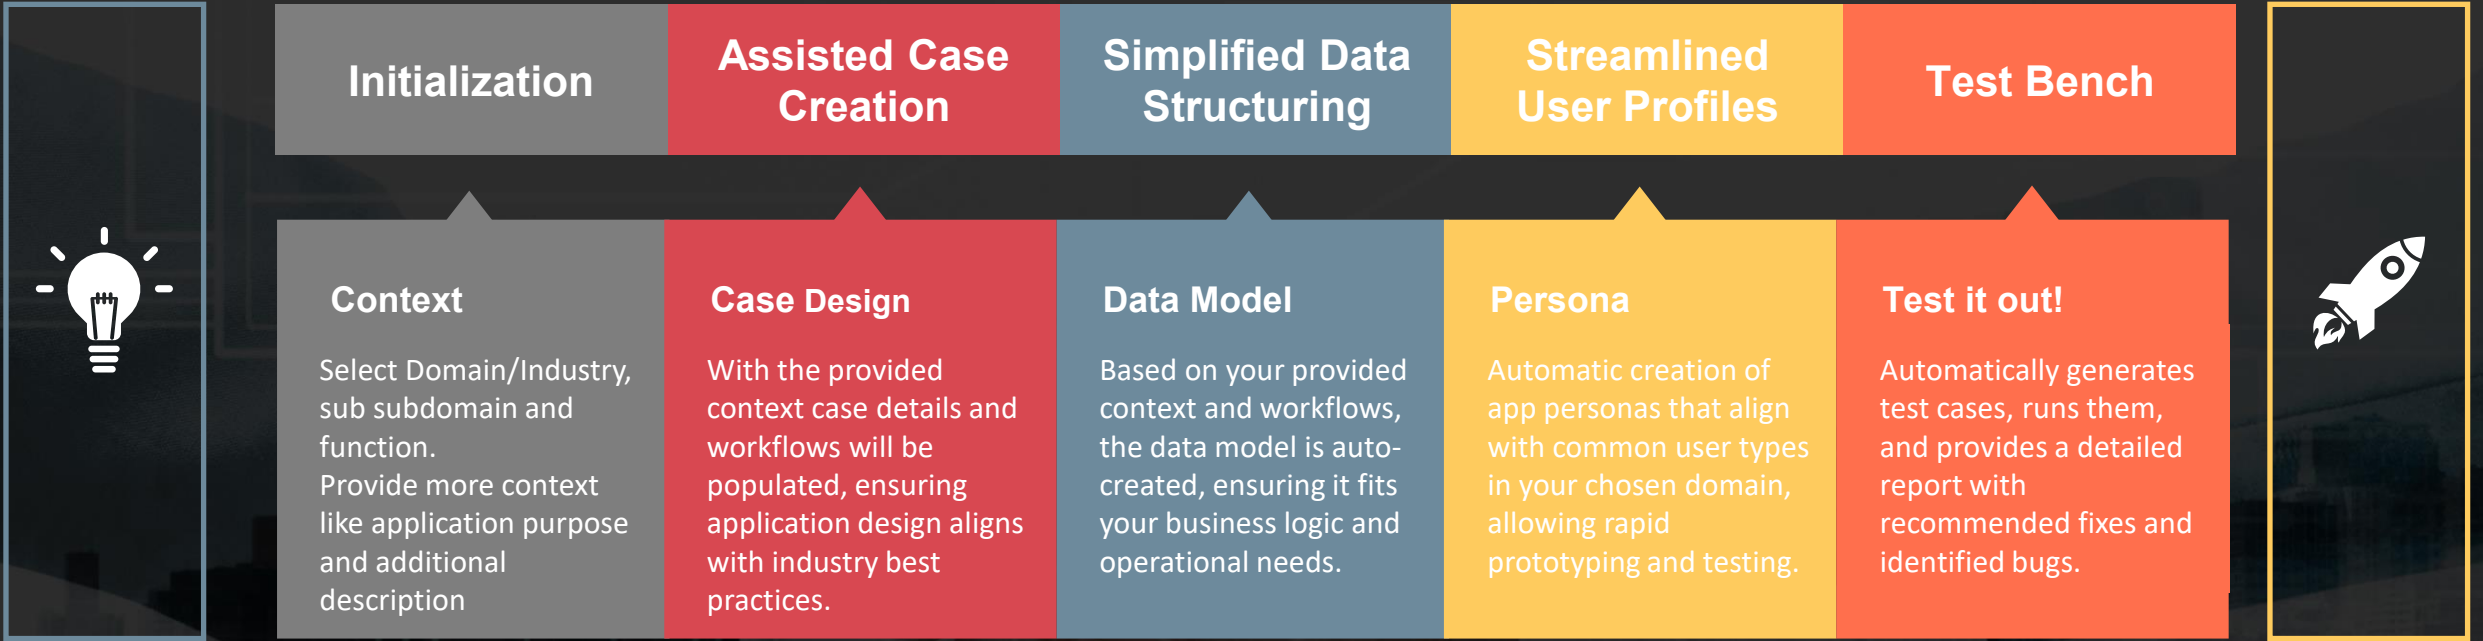 Initialization
Assisted Case
Creation
Simplified Data
Structuring
Streamlined
User Profiles
Test Bench
Context
Select Domain/Industry,
sub subdomain and
function.
Provide more context
like application purpose
and additional
description
Case Design
With the provided
context case details and
workflows will be
populated, ensuring
application design aligns
with industry best
practices.
Data Model
Based on your provided
context and workflows,
the data model is auto-
created, ensuring it fits
your business logic and
operational needs.
Persona
Automatic creation of
app personas that align
with common user types
in your chosen domain,
allowing rapid
prototyping and testing.
Test it out!
Automatically generates
test cases, runs them,
and provides a detailed
report with
recommended fixes and
identified bugs.